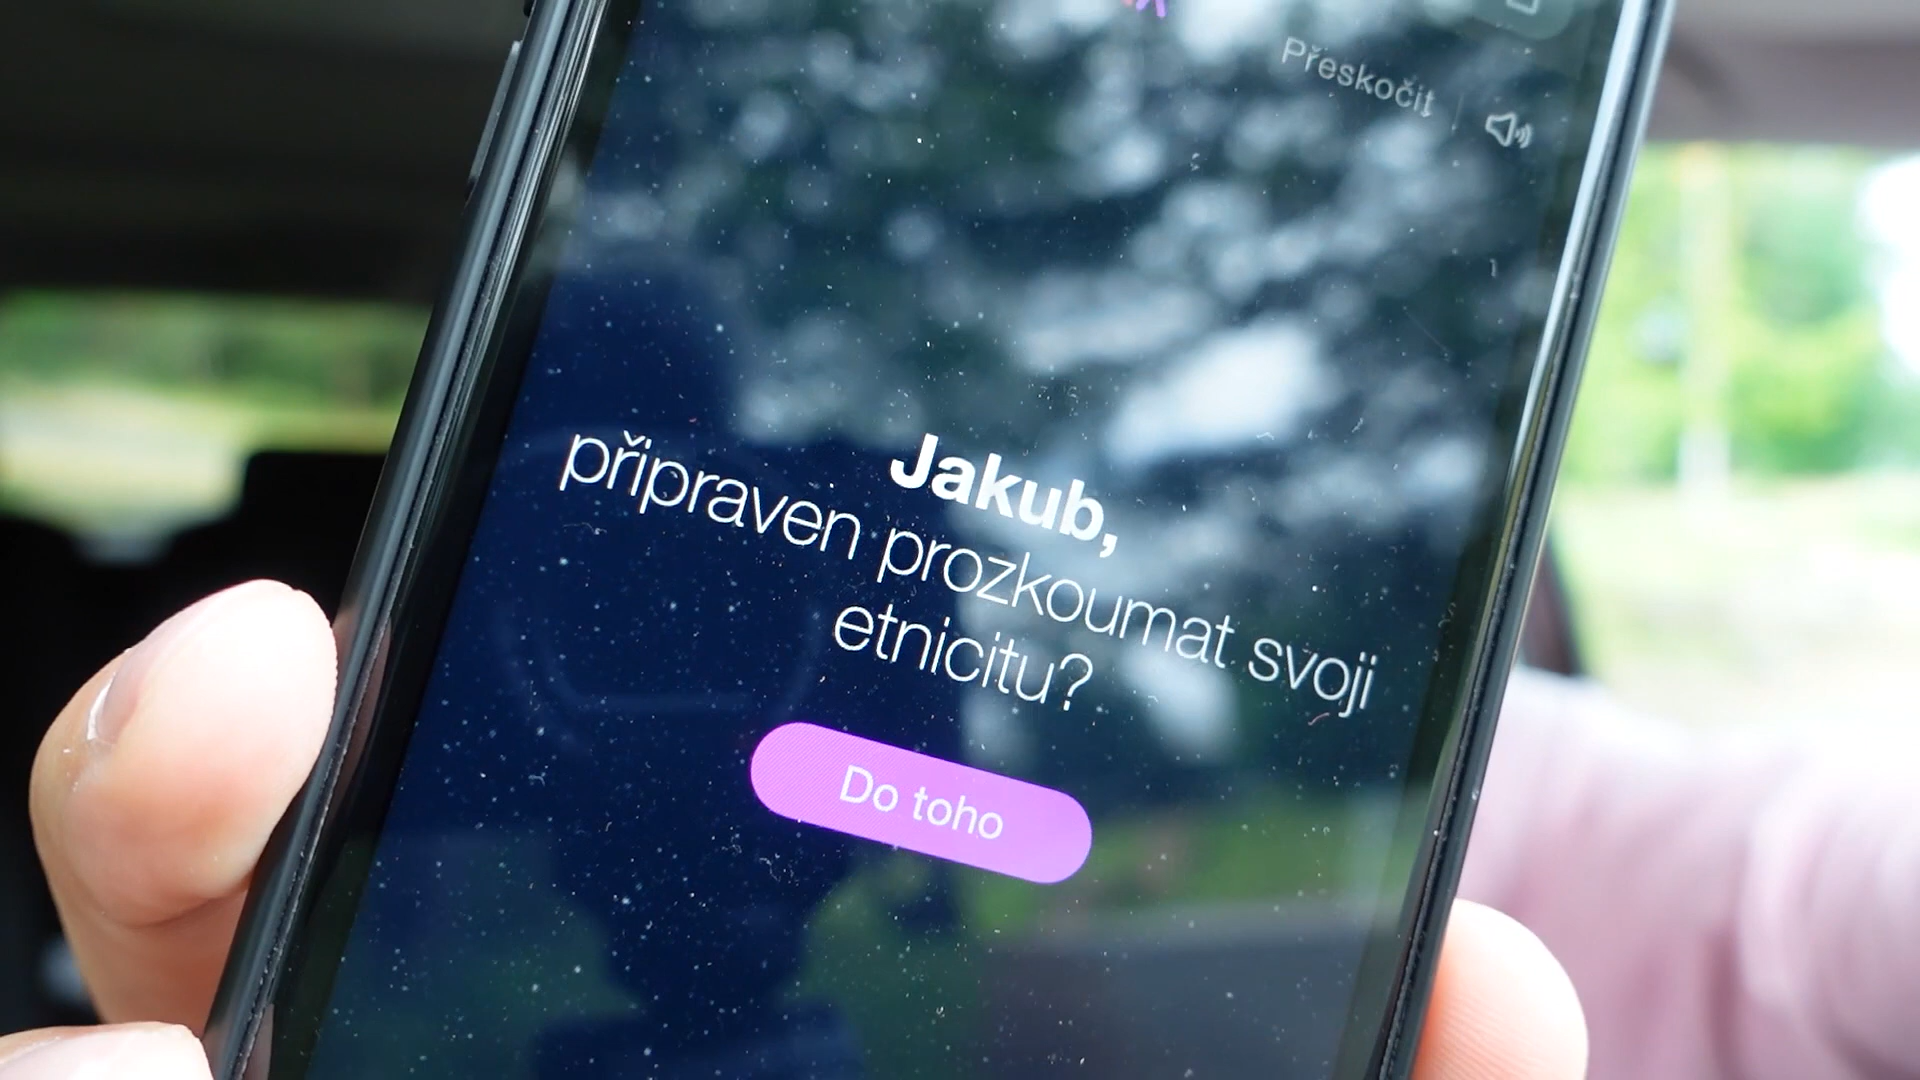 Přeskočit
Jakub,
připraven prozkoumat svoji
etnicitu?
Do toho